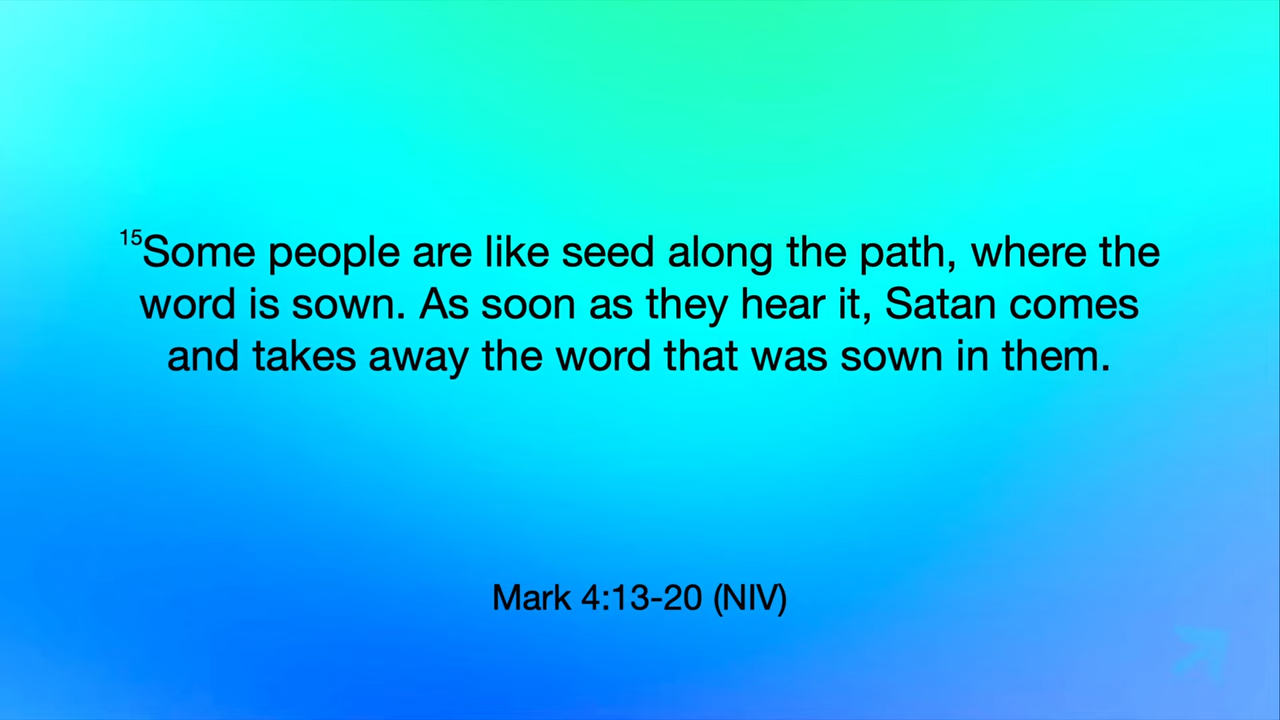 15Some people are like seed along the path, where the
word is sown. As soon as they hear it, Satan comes
and takes away the word that was sown in them.
Mark 4:13-20 (NIV)